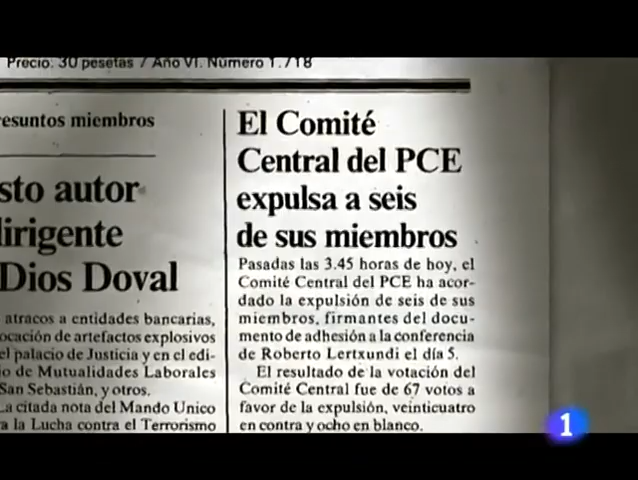 Precio: 30 pesetas / Año VI. Número 1.718
esuntos miembros
sto autor
dirigente
Dios Doval
atracos a entidades bancarias,
ocación de artefactos explosivos
el palacio de Justicia y en el edi-
o de Mutualidades Laborales
San Sebastián, y otros.
La citada nota del Mando Unico
a la Lucha contra el Terrorismo
El Comité
Central del PCE
expulsa a seis
de sus miembros
Pasadas las 3.45 horas de hoy, el
Comité Central del PCE ha acor-
dado la expulsión de seis de sus
miembros, firmantes del docu-
mento de adhesión a la conferencia
de Roberto Lertxundi el día 5.
El resultado de la votación del
Comité Central fue de 67 votos a
favor de la expulsión, veinticuatro
en contra y ocho en blanco.
1